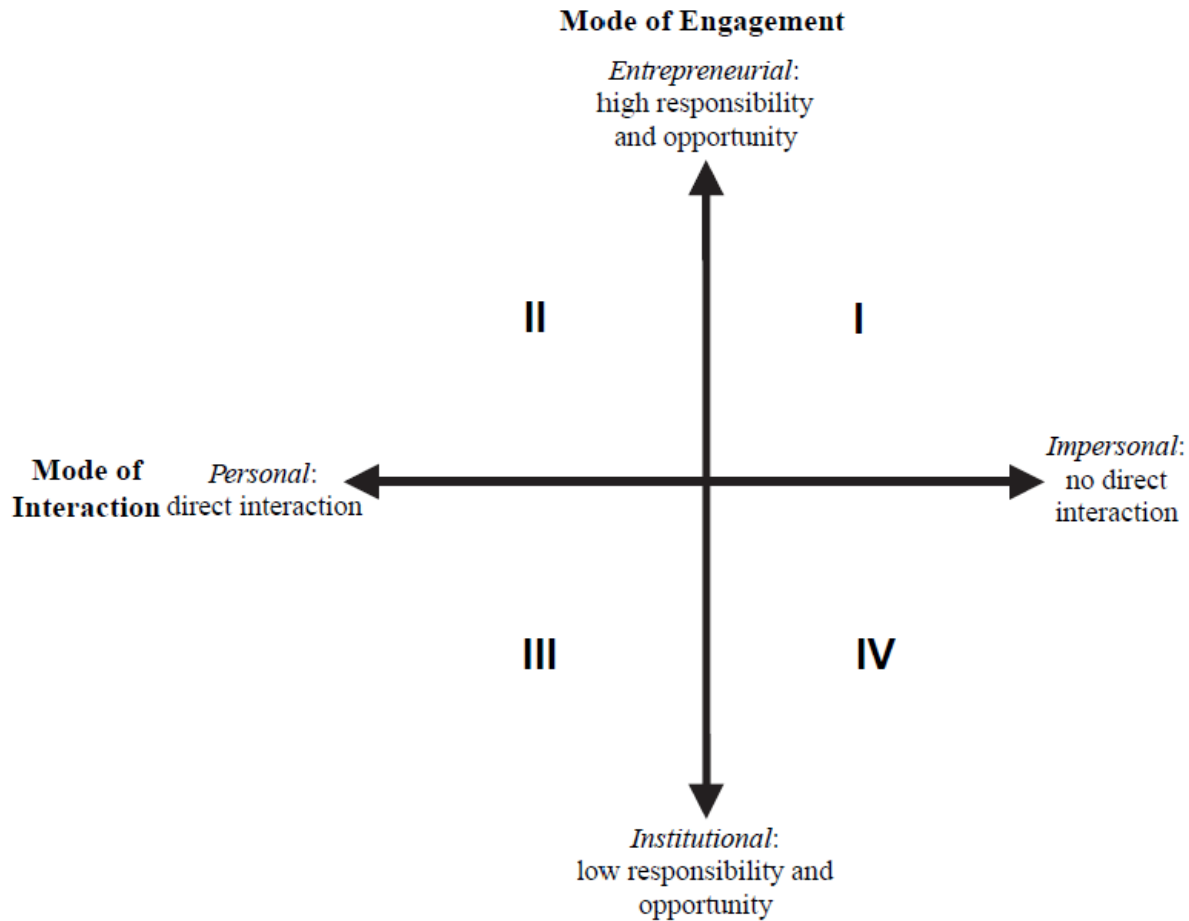 Mode of Engagement
Entrepreneurial:
high responsibility
and opportunity
II
I
Mode of
Interaction
Personal:
direct interaction
Impersonal:
no direct
interaction
III
IV
Institutional:
low responsibility and
opportunity